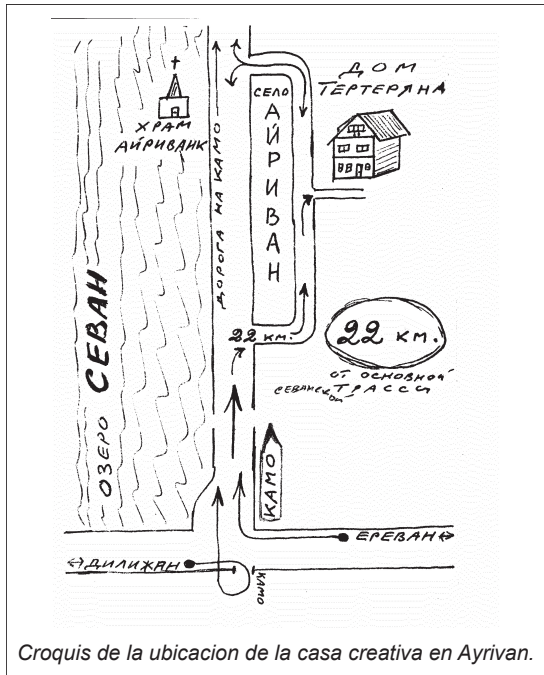 ДОМ
ТЕРТЕРЯНА
ХРАМ
АЙРИВАНК
СЕЛО
АЙРИВАН
ДОРОГА НА КАМО
ОЗЕРО СЕВАН
22 КМ.
22 КМ.
ОТ ОСНОВНОЙ
СЕВАНСКОЙ ТРАССЫ
КАМО
ЕРЕВАН
ДИЛИЖАН
КАМО
Croquis de la ubicacion de la casa creativa en Ayrivan.